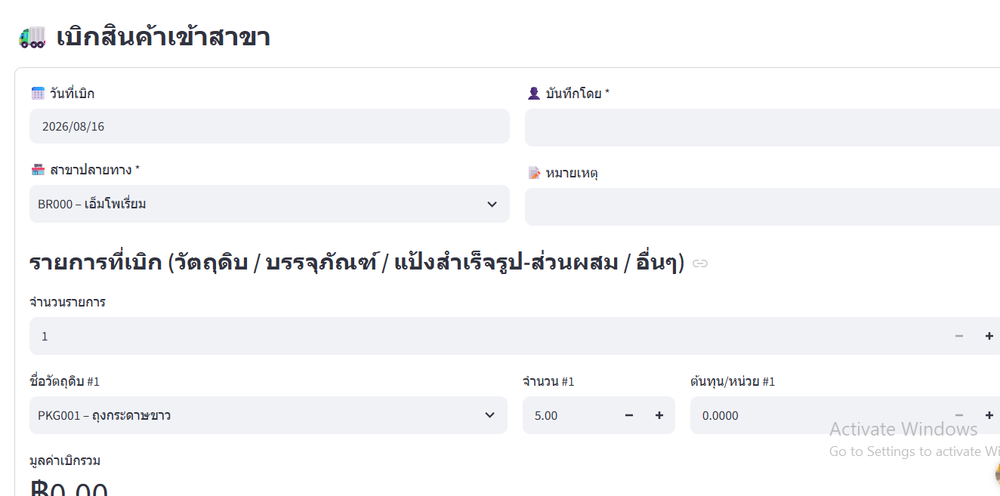 เบิกสินค้าเข้าสาขา
วันที่เบิก
2026/08/16
บันทึกโดย *
สาขาปลายทาง *
BR000 – เอ็มโพเรี่ยม
หมายเหตุ
รายการที่เบิก (วัตถุดิบ / บรรจุภัณฑ์ / แป้งสำเร็จรูป-ส่วนผสม / อื่นๆ)
จำนวนรายการ
1
ชื่อวัตถุดิบ #1
PKG001 – ถุงกระดาษขาว
จำนวน #1
5.00
ต้นทุน/หน่วย #1
0.0000
Activate Windows
Go to Settings to activate Wi
มูลค่าเบิกรวม
฿0.00